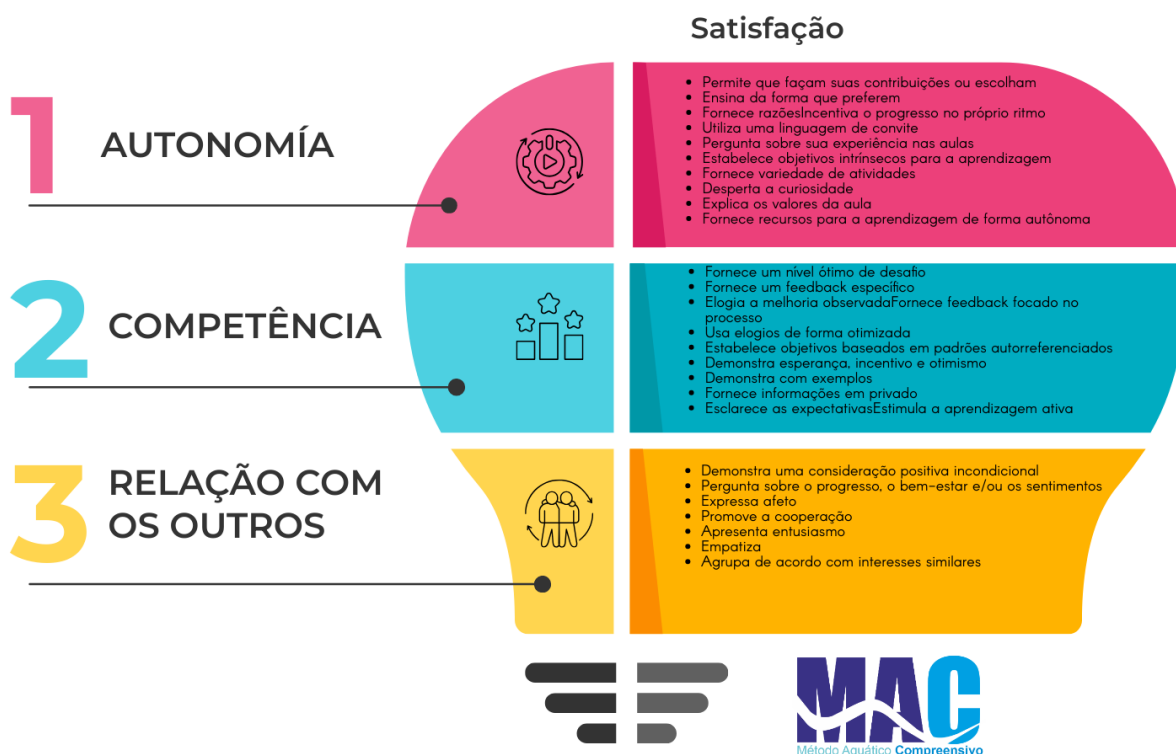 Satisfação
1
AUTONOMÍA
• Permite que façam suas contribuições ou escolham
• Ensina da forma que preferem
• Fornece razõesIncentiva o progresso no próprio ritmo
• Utiliza uma linguagem de convite
• Pergunta sobre sua experiência nas aulas
• Estabelece objetivos intrínsecos para a aprendizagem
• Fornece variedade de atividades
• Desperta a curiosidade
• Explica os valores da aula
• Fornece recursos para a aprendizagem de forma autônoma
2
COMPETÊNCIA
• Fornece um nível ótimo de desafio
• Fornece um feedback específico
• Elogia a melhoria observadaFornece feedback focado no
processo
• Usa elogios de forma otimizada
• Estabelece objetivos baseados em padrões autorreferenciados
• Demonstra esperança, incentivo e otimismo
• Demonstra com exemplos
• Fornece informações em privado
• Esclarece as expectativasEstimula a aprendizagem ativa
3
RELAÇÃO COM
OS OUTROS
• Demonstra uma consideração positiva incondicional
• Pergunta sobre o progresso, o bem-estar e/ou os sentimentos
• Expressa afeto
• Promove a cooperação
• Apresenta entusiasmo
• Empatiza
• Agrupa de acordo com interesses similares
MAC
Método Aquático Compreensivo